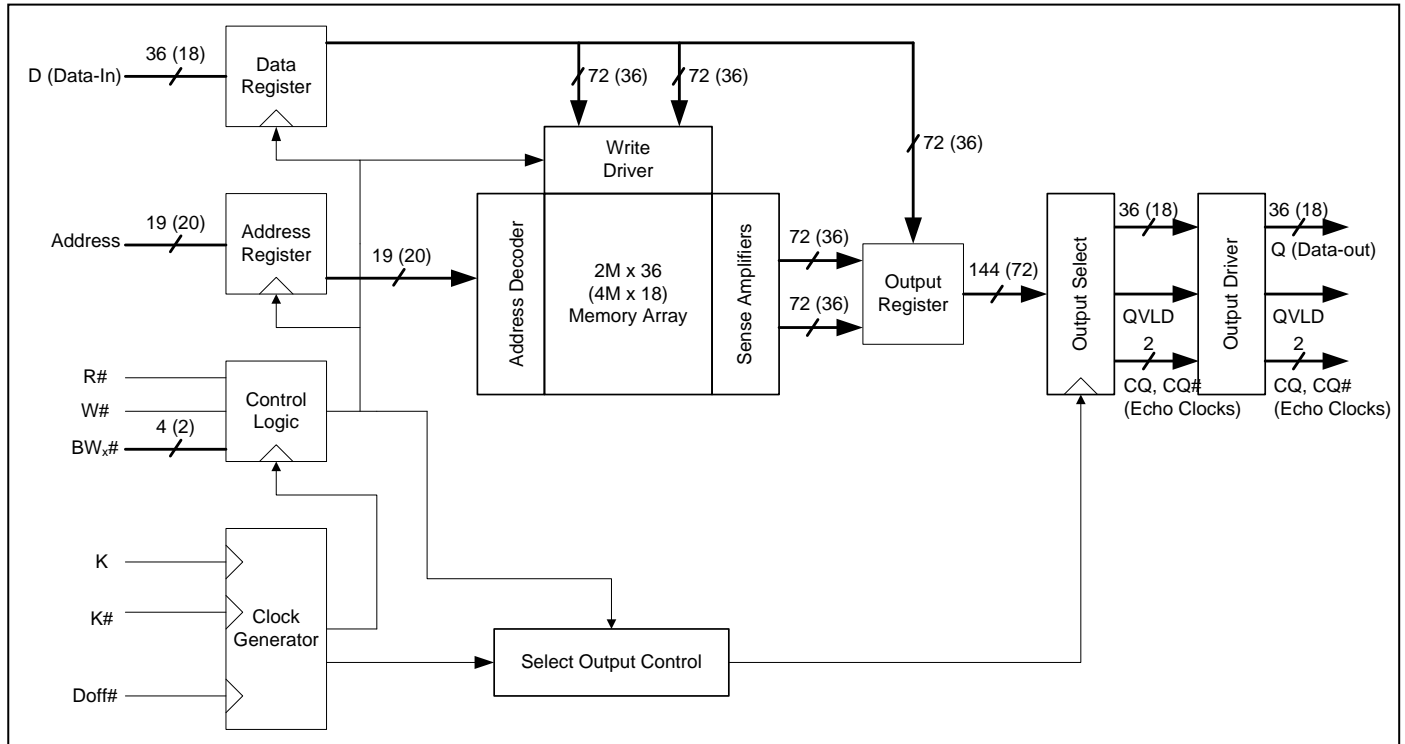 36 (18)
D (Data-In)
Data
Register
72 (36)
72 (36)
72 (36)
Write
Driver
19 (20)
Address
Address
Register
19 (20)
Address Decoder
2M x 36
(4M x 18)
Memory Array
Sense Amplifiers
72 (36)
72 (36)
Output
Register
144 (72)
Output Select
36 (18)
QVLD
2
CQ, CQ#
(Echo Clocks)
Output Driver
36 (18)
Q (Data-out)
QVLD
2
CQ, CQ#
(Echo Clocks)
R#
W#
4 (2)
BWx#
Control
Logic
K
K#
Doff#
Clock
Generator
Select Output Control